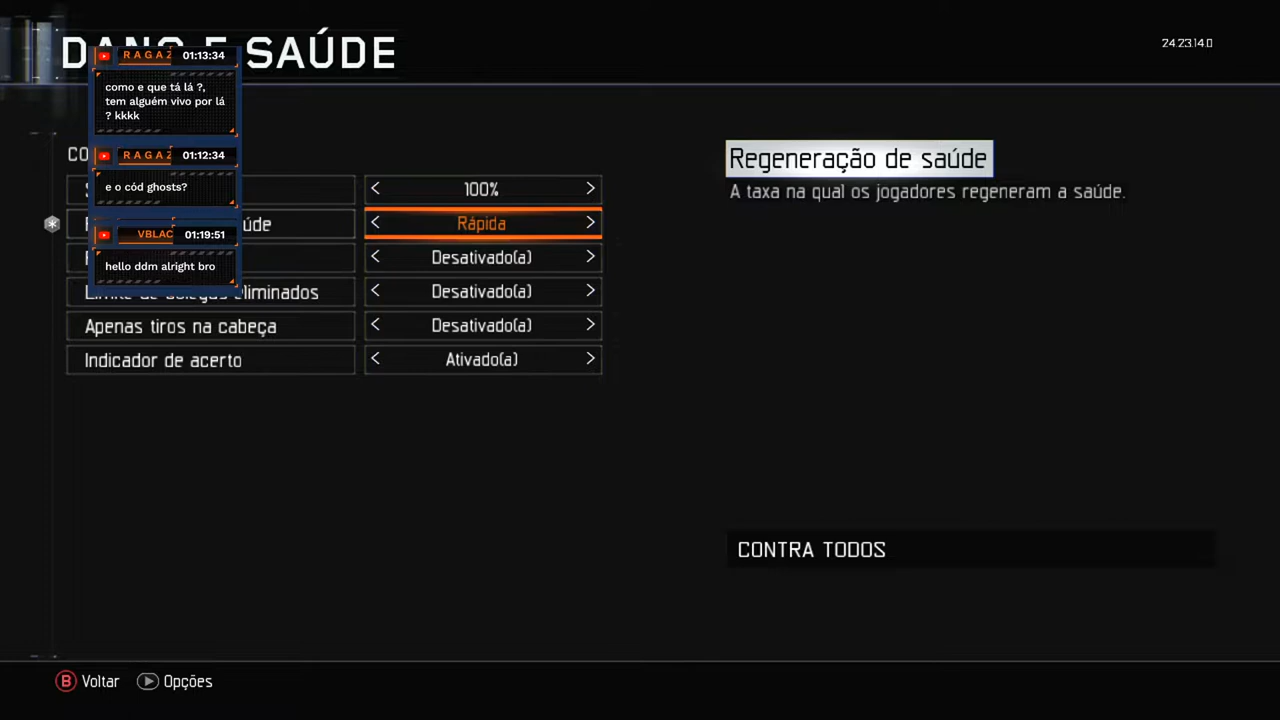 DANO E SAÚDE
24.23.14.0
RAGAZ 01:13:34
como e que tá lá ?,
tem alguém vivo por lá
? kkkk
RAGAZ 01:12:34
e o cód ghosts?
VBLAC 01:19:51
hello ddm alright bro
100%
Rápida
Desativado(a)
eliminados Desativado(a)
Apenas tiros na cabeça Desativado(a)
Indicador de acerto Ativado(a)
Regeneração de saúde
A taxa na qual os jogadores regeneram a saúde.
CONTRA TODOS
B Voltar Opções